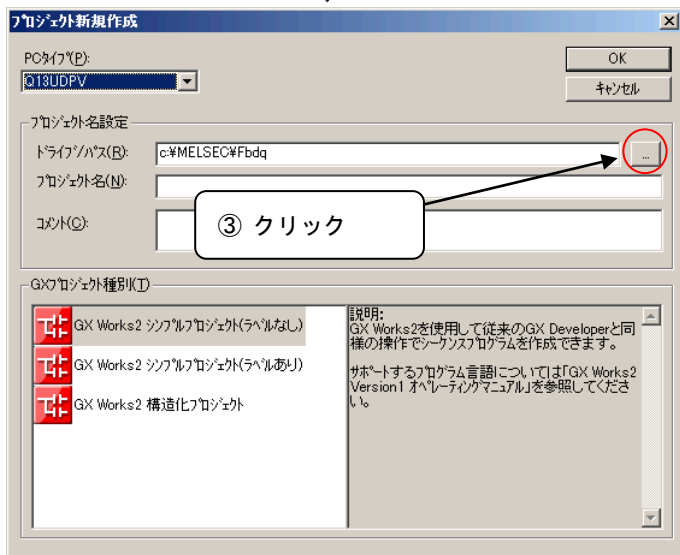 プロジェクト新規作成
PCタイプ(P):
Q13UDPV
OK
キャンセル
プロジェクト名設定
ドライブ/パス(R):
c:¥MELSEC¥Fbdq
...
プロジェクト名(N):
コメント(C):
③ クリック
GXプロジェクト種別(T)
GX Works2 シンプルプロジェクト(ラベルなし)
GX Works2 シンプルプロジェクト(ラベルあり)
GX Works2 構造化プロジェクト
説明:
GX Works2を使用して従来のGX Developerと同
様の操作でシーケンスプログラムを作成できます。
サポートするプログラム言語については「GX Works2
Version1 オペレーティングマニュアル」を参照してくださ
い。